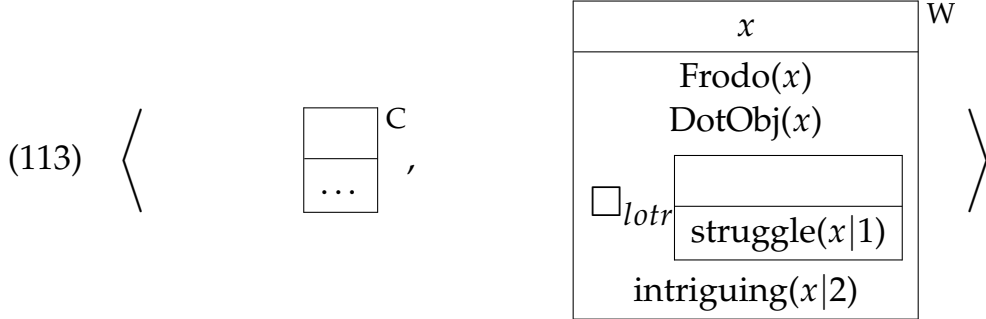 x W
Frodo(x)
DotObj(x)
(113) ⟨ C , ⟩
...
□lotr
struggle(x|1)
intriguing(x|2)